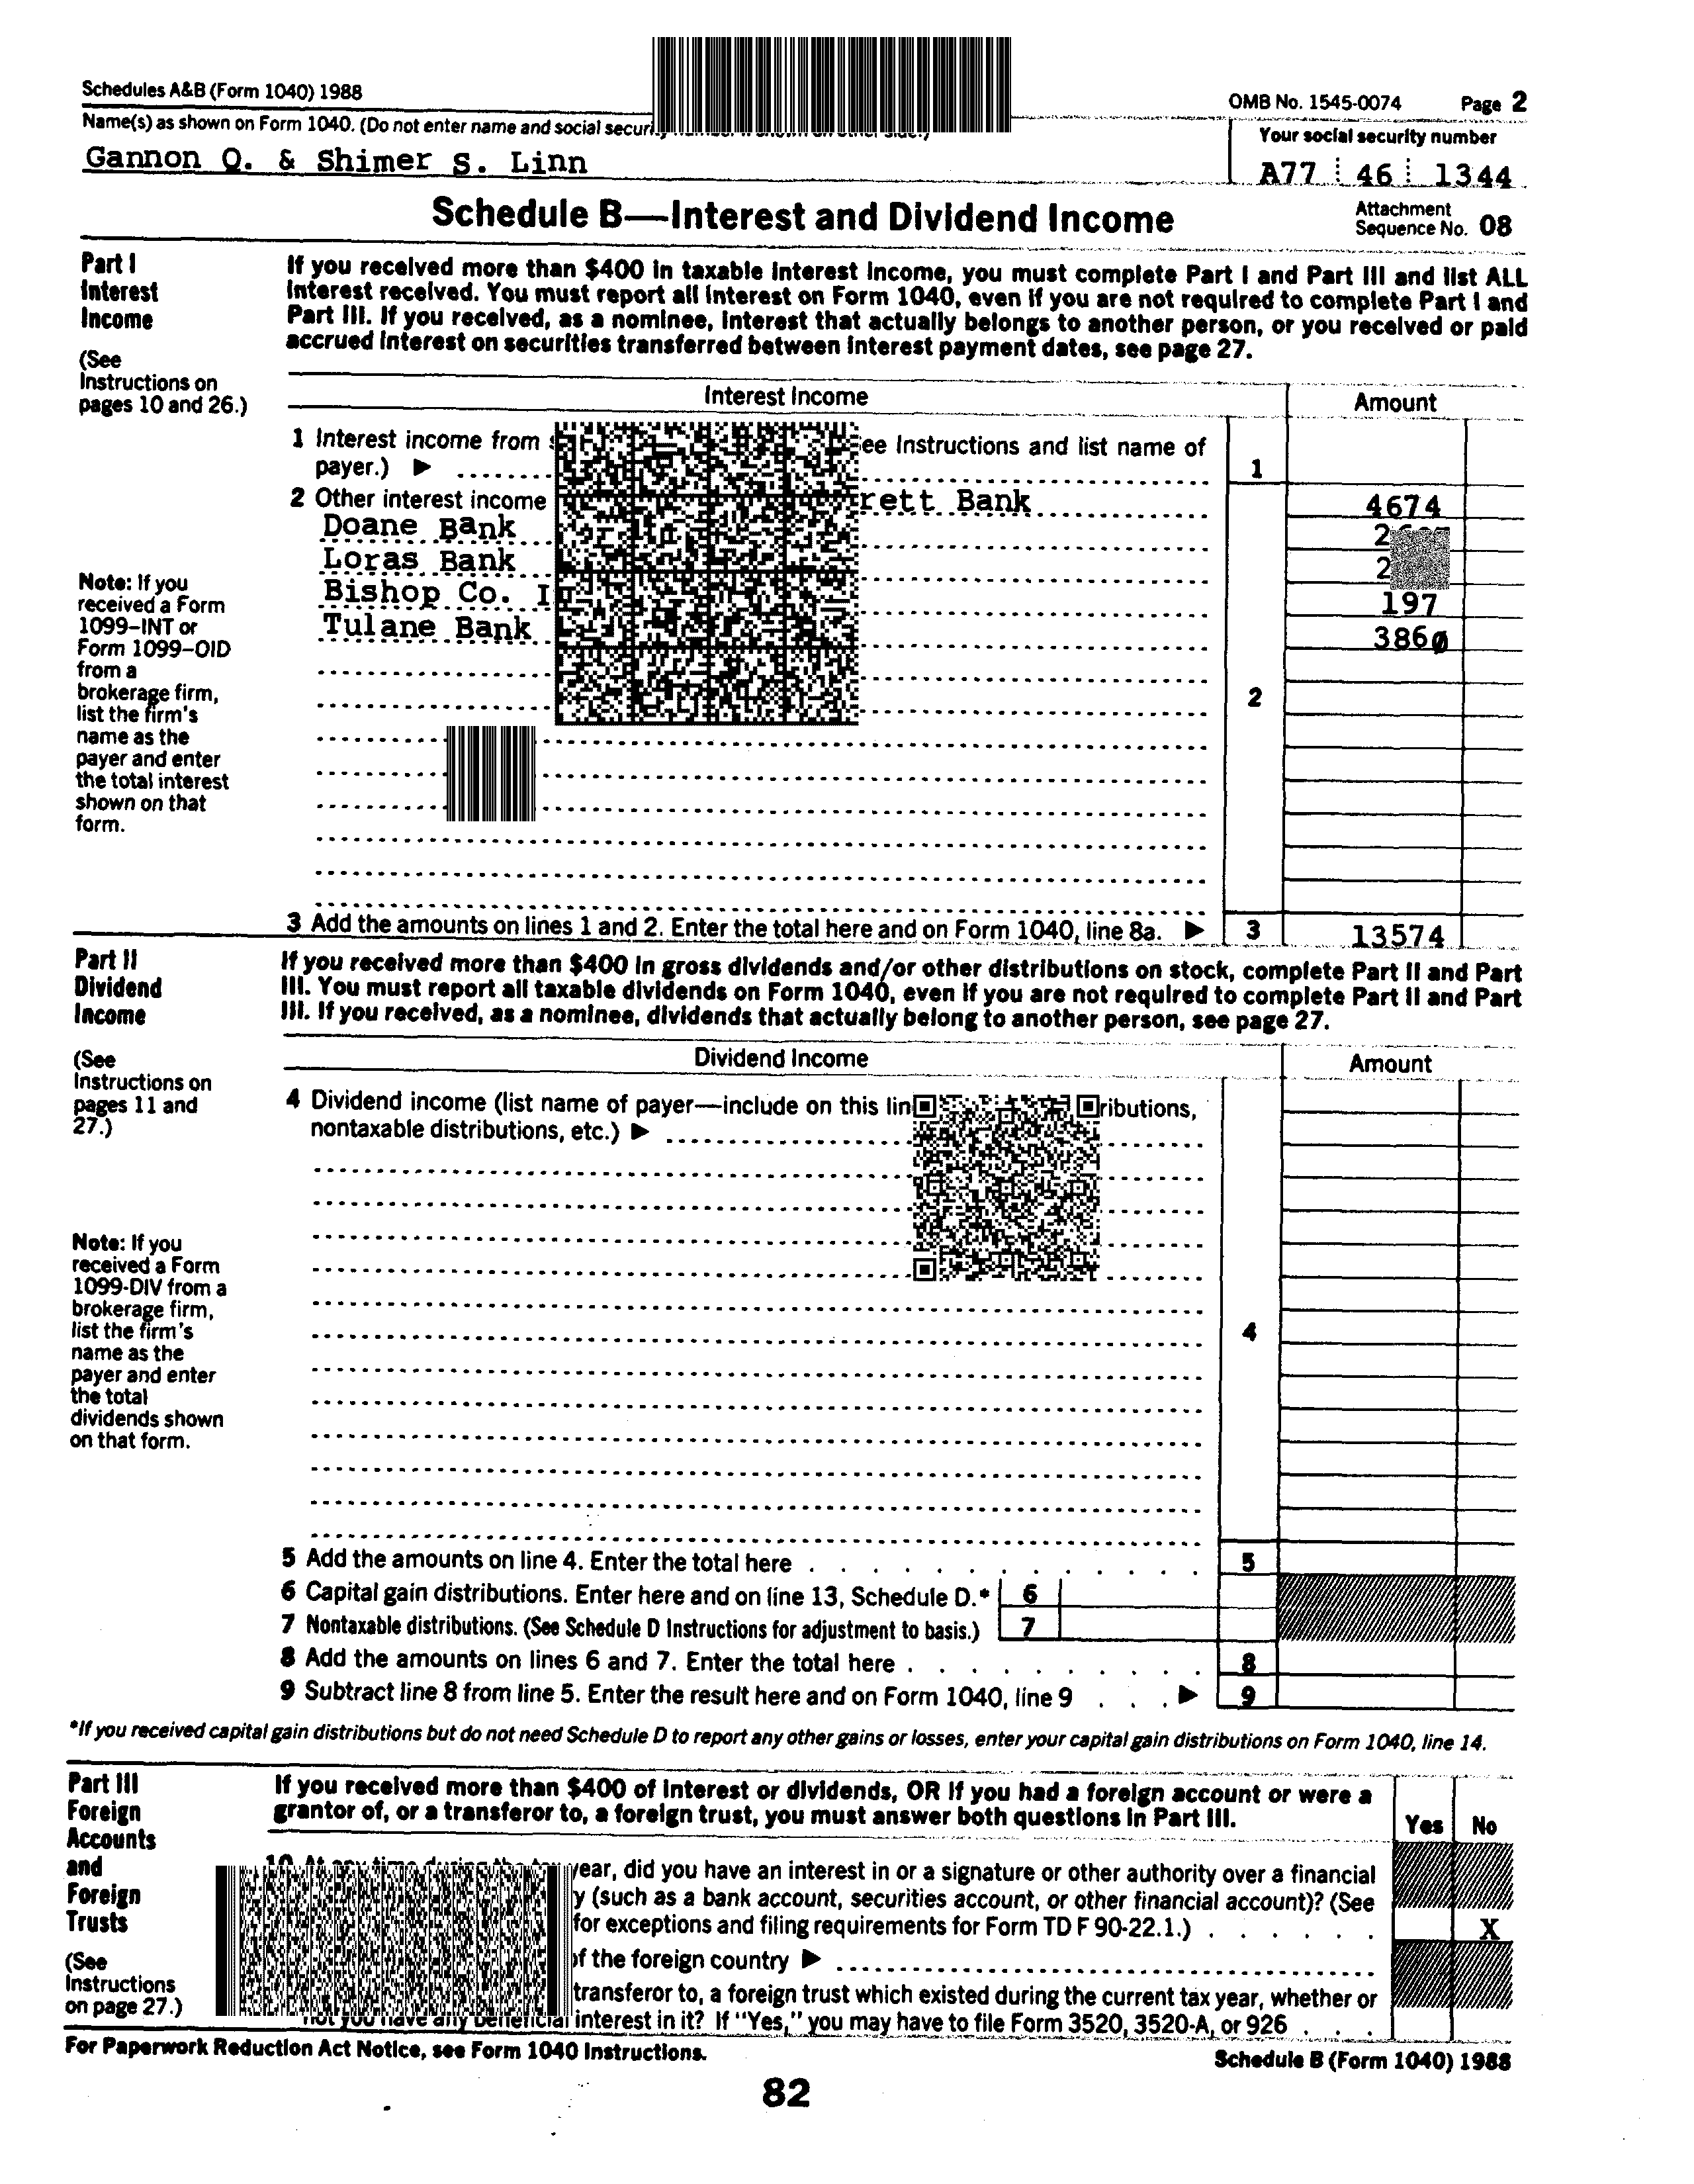 Schedules A&B (Form 1040) 1988
OMB No. 1545-0074 Page 2
Name(s) as shown on Form 1040. (Do not enter name and social
Your social security number
Gannon Q. & Shimer S. Linn
A77 46 1344
Schedule B—Interest and Dividend Income
Attachment
Sequence No. 08
Part I
Interest
Income
(See
Instructions on
pages 10 and 26.)
If you received more than $400 in taxable interest income, you must complete Part I and Part III and list ALL
interest received. You must report all interest on Form 1040, even if you are not required to complete Part I and
Part III. If you received, as a nominee, interest that actually belongs to another person, or you received or paid
accrued interest on securities transferred between interest payment dates, see page 27.
Interest Income
Amount
1 Interest income from Instructions and list name of
payer.) ▶
1
2 Other interest income Bank 4674
Doane Bank
Loras Bank
Bishop Co. 197
Tulane Bank 3860
2
Note: If you
received a Form
1099–INT or
Form 1099–OID
from a
brokerage firm,
list the firm's
name as the
payer and enter
the total interest
shown on that
form.
3 Add the amounts on lines 1 and 2. Enter the total here and on Form 1040, line 8a. ▶ 3 13574
Part II
Dividend
Income
(See
Instructions on
pages 11 and
27.)
If you received more than $400 in gross dividends and/or other distributions on stock, complete Part II and Part
III. You must report all taxable dividends on Form 1040, even if you are not required to complete Part II and Part
III. If you received, as a nominee, dividends that actually belong to another person, see page 27.
Dividend Income
Amount
4 Dividend income (list name of payer—include on this
nontaxable distributions, etc.) ▶
4
Note: If you
received a Form
1099-DIV from a
brokerage firm,
list the firm's
name as the
payer and enter
the total
dividends shown
on that form.
5 Add the amounts on line 4. Enter the total here 5
6 Capital gain distributions. Enter here and on line 13, Schedule D.* 6
7 Nontaxable distributions. (See Schedule D Instructions for adjustment to basis.) 7
8 Add the amounts on lines 6 and 7. Enter the total here 8
9 Subtract line 8 from line 5. Enter the result here and on Form 1040, line 9 ▶ 9
*If you received capital gain distributions but do not need Schedule D to report any other gains or losses, enter your capital gain distributions on Form 1040, line 14.
Part III
Foreign
Accounts
and
Foreign
Trusts
(See
Instructions
on page 27.)
If you received more than $400 of interest or dividends, OR if you had a foreign account or were a
grantor of, or a transferor to, a foreign trust, you must answer both questions in Part III.
Yes No
year, did you have an interest in or a signature or other authority over a financial
(such as a bank account, securities account, or other financial account)? (See
for exceptions and filing requirements for Form TD F 90-22.1.) X
of the foreign country ▶
transferor to, a foreign trust which existed during the current tax year, whether or
interest in it? If "Yes," you may have to file Form 3520, 3520-A, or 926
For Paperwork Reduction Act Notice, see Form 1040 Instructions.
Schedule B (Form 1040) 1988
82